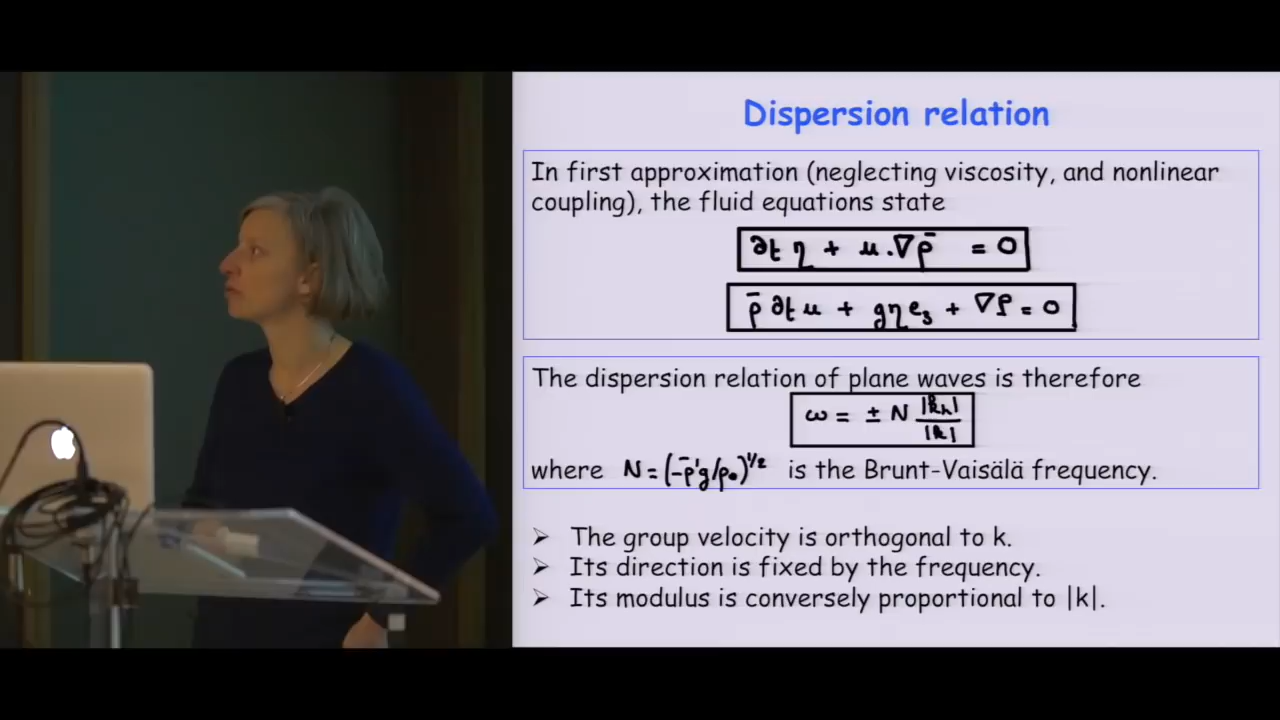 Dispersion relation
In first approximation (neglecting viscosity, and nonlinear
coupling), the fluid equations state
∂t η + u.∇ρ̄ = 0
ρ̄ ∂t u + gηe₃ + ∇P = 0
The dispersion relation of plane waves is therefore
ω = ± N |kₕ|/|k|
where N = (-ρ̄'g/ρ₀)^1/2 is the Brunt-Vaisälä frequency.
➢ The group velocity is orthogonal to k.
➢ Its direction is fixed by the frequency.
➢ Its modulus is conversely proportional to |k|.